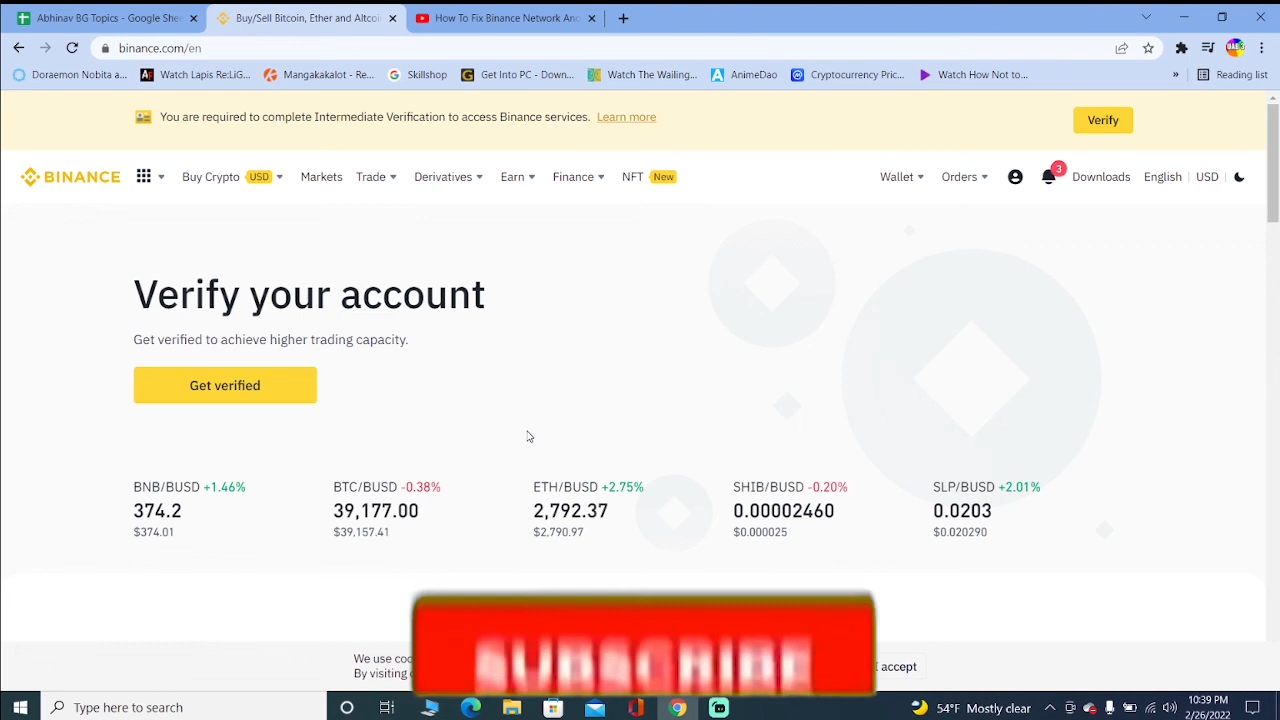 Abhinav BG Topics - Google Shee
Buy/Sell Bitcoin, Ether and Altcoi
How To Fix Binance Network And
binance.com/en
Doraemon Nobita a...
Watch Lapis Re:LiG...
Mangakakalot - Re...
Skillshop
Get Into PC - Down...
Watch The Wailing...
AnimeDao
Cryptocurrency Pric...
Watch How Not to...
»
Reading list
You are required to complete Intermediate Verification to access Binance services. Learn more
Verify
BINANCE
Buy Crypto USD
Markets
Trade
Derivatives
Earn
Finance
NFT New
Wallet
Orders
3
Downloads
English
USD
Verify your account
Get verified to achieve higher trading capacity.
Get verified
BNB/BUSD +1.46%
374.2
$374.01
BTC/BUSD -0.38%
39,177.00
$39,157.41
ETH/BUSD +2.75%
2,792.37
$2,790.97
SHIB/BUSD -0.20%
0.00002460
$0.000025
SLP/BUSD +2.01%
0.0203
$0.020290
We use coo
By visiting
I accept
SUBSCRIBE
Type here to search
54°F Mostly clear
10:39 PM
2/26/2022